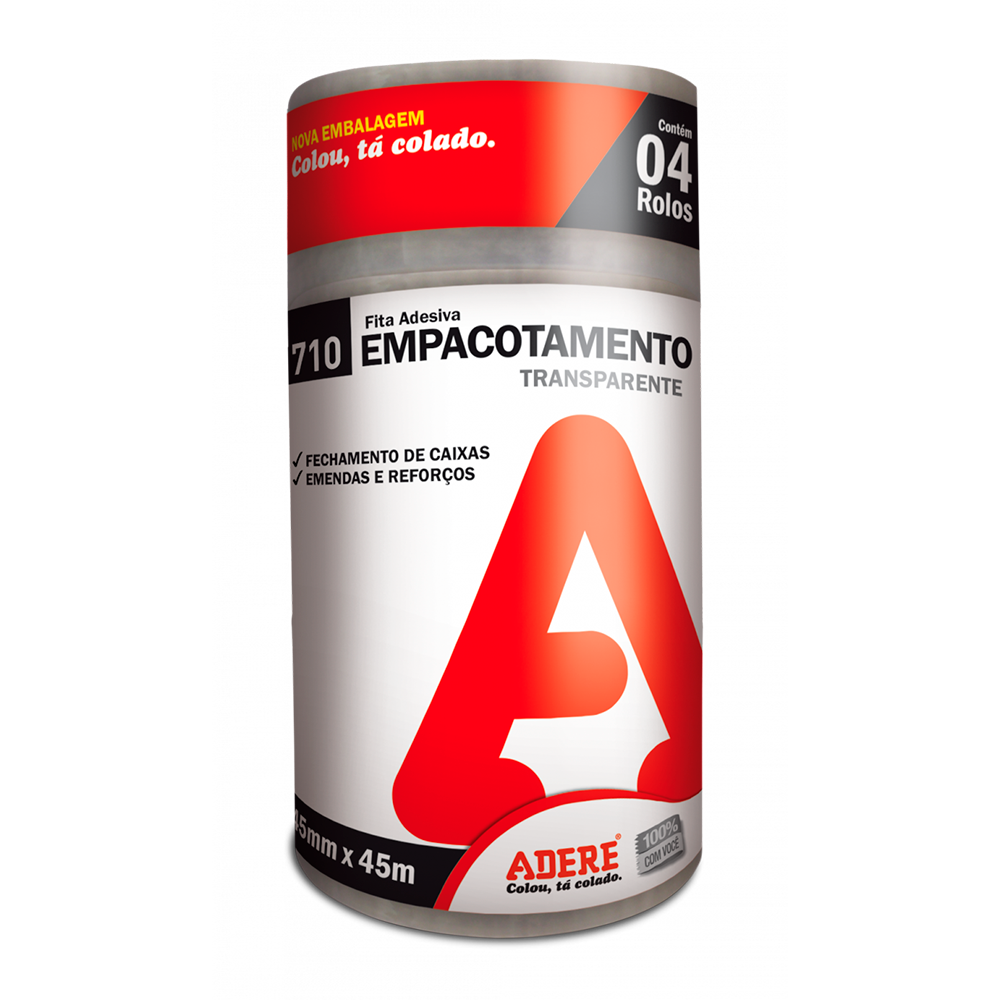 NOVA EMBALAGEM
Colou, tá colado.
Contém
04
Rolos
710
Fita Adesiva
EMPACOTAMENTO
TRANSPARENTE
✓ FECHAMENTO DE CAIXAS
✓ EMENDAS E REFORÇOS
45mm x 45m
ADERE®
Colou, tá colado.
100%
COM VOCÊ